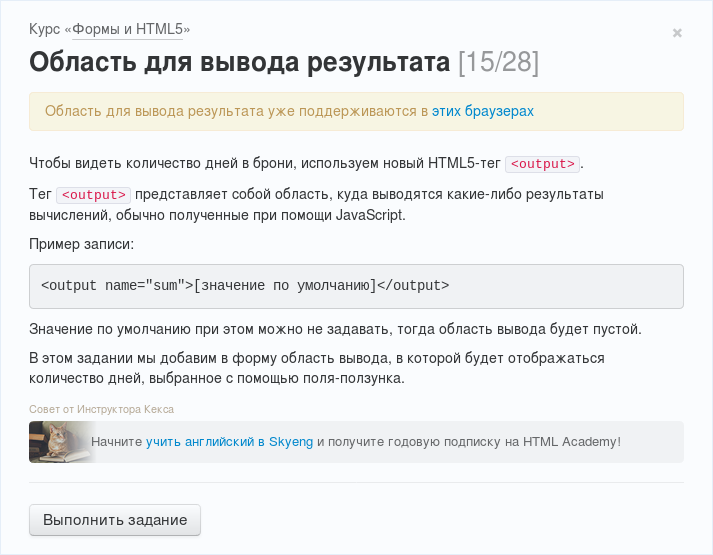 Курс «Формы и HTML5»
×
Область для вывода результата [15/28]
Область для вывода результата уже поддерживаются в этих браузерах
Чтобы видеть количество дней в брони, используем новый HTML5-тег <output>.
Тег <output> представляет собой область, куда выводятся какие-либо результаты
вычислений, обычно полученные при помощи JavaScript.
Пример записи:
<output name="sum">[значение по умолчанию]</output>
Значение по умолчанию при этом можно не задавать, тогда область вывода будет пустой.
В этом задании мы добавим в форму область вывода, в которой будет отображаться
количество дней, выбранное с помощью поля-ползунка.
Совет от Инструктора Кекса
Начните учить английский в Skyeng и получите годовую подписку на HTML Academy!
Выполнить задание